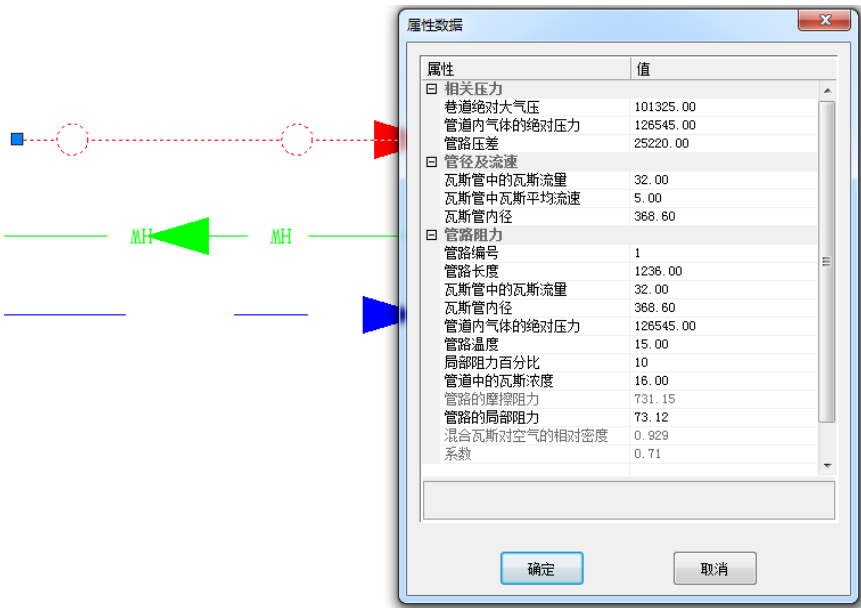 属性数据
属性 值
相关压力
巷道绝对大气压 101325.00
管道内气体的绝对压力 126545.00
管路压差 25220.00
管径及流速
瓦斯管中的瓦斯流量 32.00
瓦斯管中瓦斯平均流速 5.00
瓦斯管内径 368.60
管路阻力
管路编号 1
管路长度 1236.00
瓦斯管中的瓦斯流量 32.00
瓦斯管内径 368.60
管道内气体的绝对压力 126545.00
管路温度 15.00
局部阻力百分比 10
管道中的瓦斯浓度 16.00
管路的摩擦阻力 731.15
管路的局部阻力 73.12
混合瓦斯对空气的相对密度 0.929
系数 0.71
确定 取消
HW HW